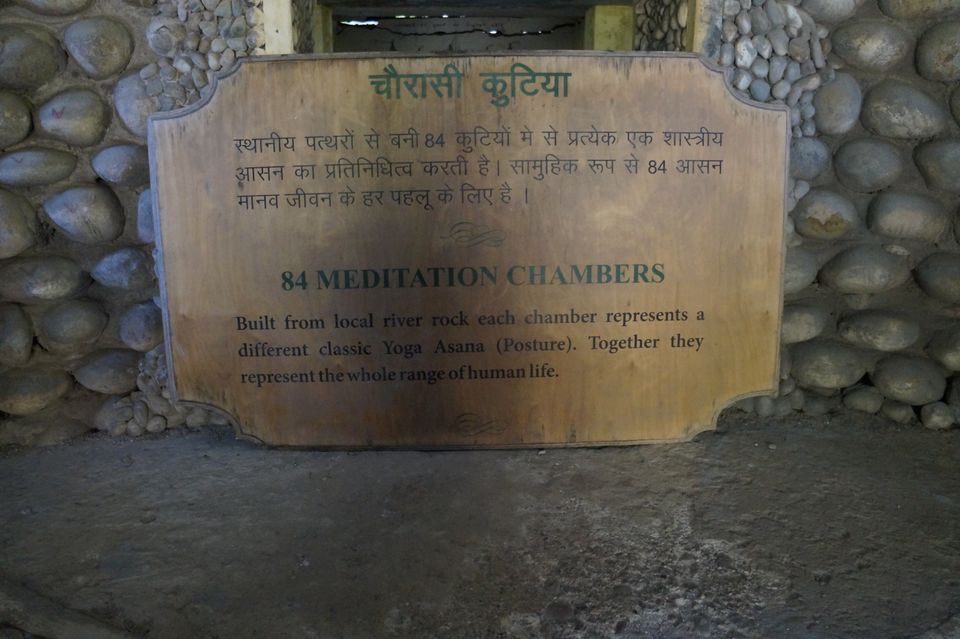 चौरासी कुटिया
स्थानीय पत्थरों से बनी 84 कुटियों मे से प्रत्येक एक शास्त्रीय
आसन का प्रतिनिधित्व करती है। सामुहिक रूप से 84 आसन
मानव जीवन के हर पहलू के लिए है ।
84 MEDITATION CHAMBERS
Built from local river rock each chamber represents a
different classic Yoga Asana (Posture). Together they
represent the whole range of human life.